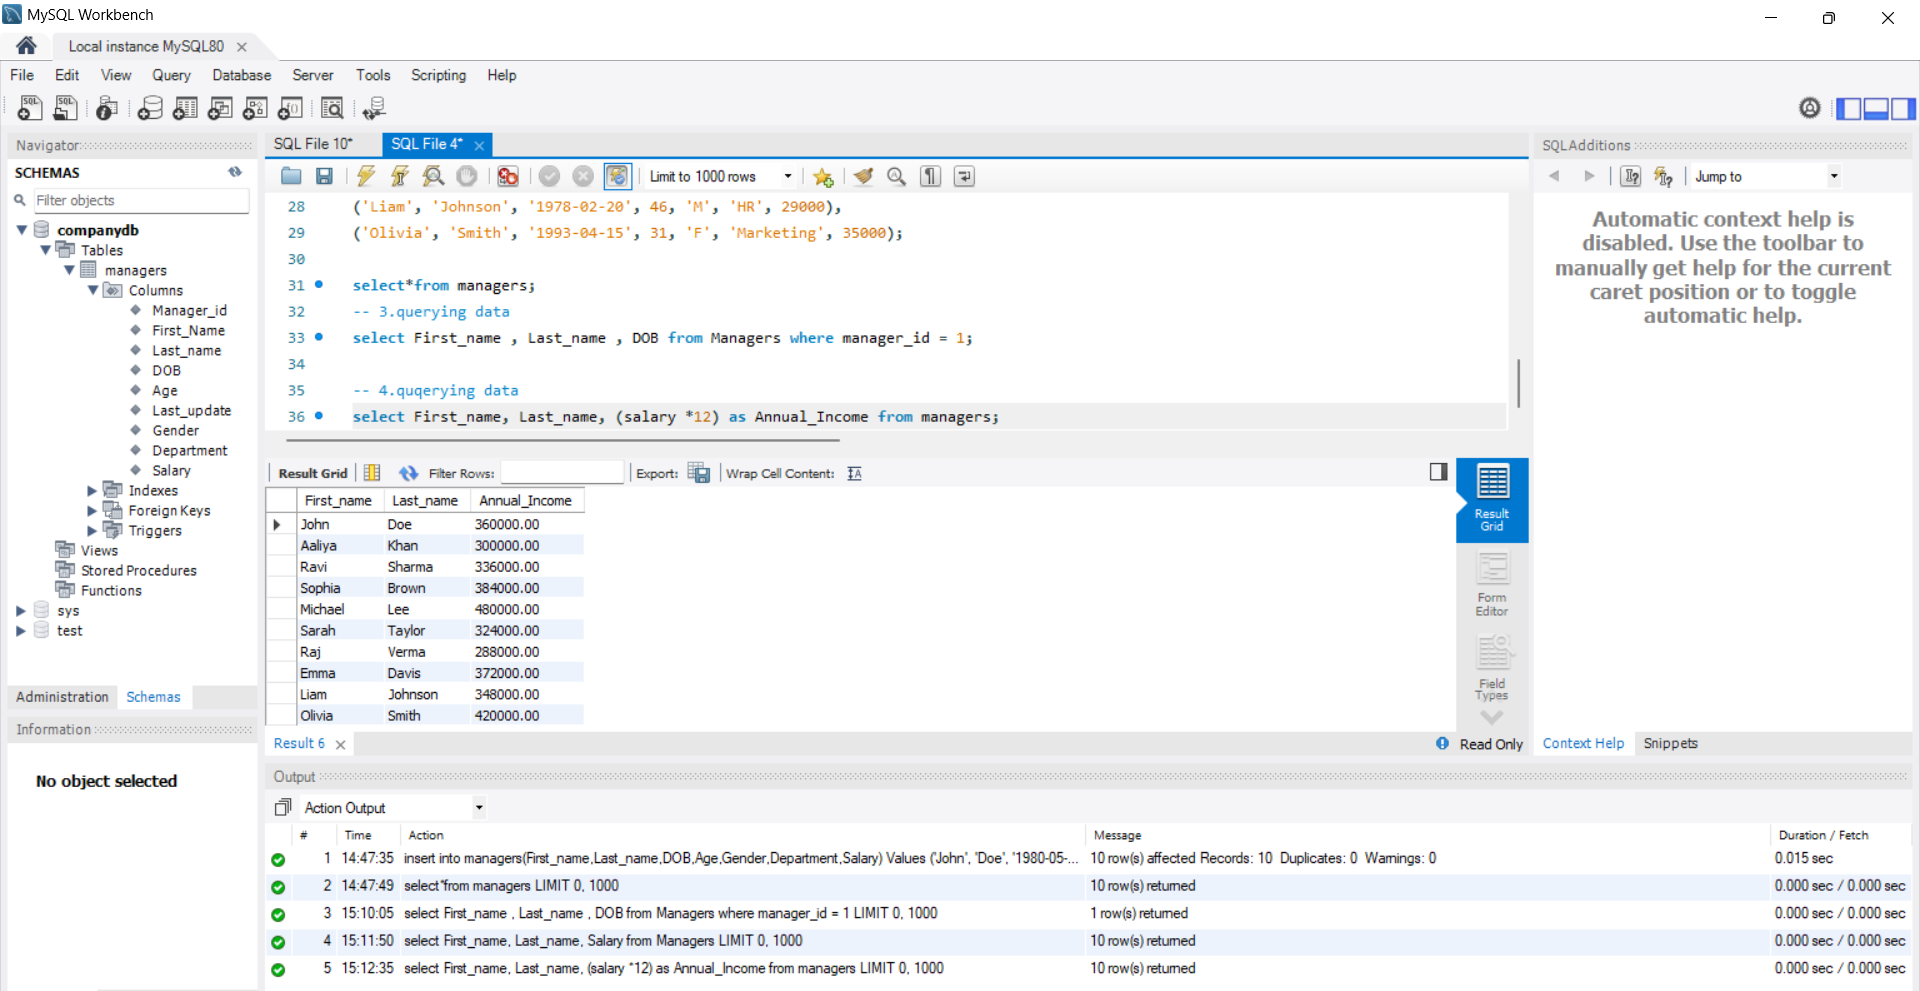 MySQL Workbench
Local instance MySQL80
File Edit View Query Database Server Tools Scripting Help
Navigator
SCHEMAS
Filter objects
companydb
Tables
managers
Columns
Manager_id
First_Name
Last_name
DOB
Age
Last_update
Gender
Department
Salary
Indexes
Foreign Keys
Triggers
Views
Stored Procedures
Functions
sys
test
Administration Schemas
Information
No object selected
SQL File 10* SQL File 4*
Limit to 1000 rows
28 ('Liam', 'Johnson', '1978-02-20', 46, 'M', 'HR', 29000),
29 ('Olivia', 'Smith', '1993-04-15', 31, 'F', 'Marketing', 35000);
30
31 select*from managers;
32 -- 3.querying data
33 select First_name , Last_name , DOB from Managers where manager_id = 1;
34
35 -- 4.quqerying data
36 select First_name, Last_name, (salary *12) as Annual_Income from managers;
Result Grid Filter Rows: Export: Wrap Cell Content:
First_name Last_name Annual_Income
John Doe 360000.00
Aaliya Khan 300000.00
Ravi Sharma 336000.00
Sophia Brown 384000.00
Michael Lee 480000.00
Sarah Taylor 324000.00
Raj Verma 288000.00
Emma Davis 372000.00
Liam Johnson 348000.00
Olivia Smith 420000.00
Result
Grid
Form
Editor
Field
Types
Result 6 Read Only
SQLAdditions
Jump to
Automatic context help is
disabled. Use the toolbar to
manually get help for the current
caret position or to toggle
automatic help.
Context Help Snippets
Output
Action Output
# Time Action Message Duration / Fetch
1 14:47:35 insert into managers(First_name,Last_name,DOB,Age,Gender,Department,Salary) Values ('John', 'Doe', '1980-05-... 10 row(s) affected Records: 10 Duplicates: 0 Warnings: 0 0.015 sec
2 14:47:49 select*from managers LIMIT 0, 1000 10 row(s) returned 0.000 sec / 0.000 sec
3 15:10:05 select First_name , Last_name , DOB from Managers where manager_id = 1 LIMIT 0, 1000 1 row(s) returned 0.000 sec / 0.000 sec
4 15:11:50 select First_name, Last_name, Salary from Managers LIMIT 0, 1000 10 row(s) returned 0.000 sec / 0.000 sec
5 15:12:35 select First_name, Last_name, (salary *12) as Annual_Income from managers LIMIT 0, 1000 10 row(s) returned 0.000 sec / 0.000 sec